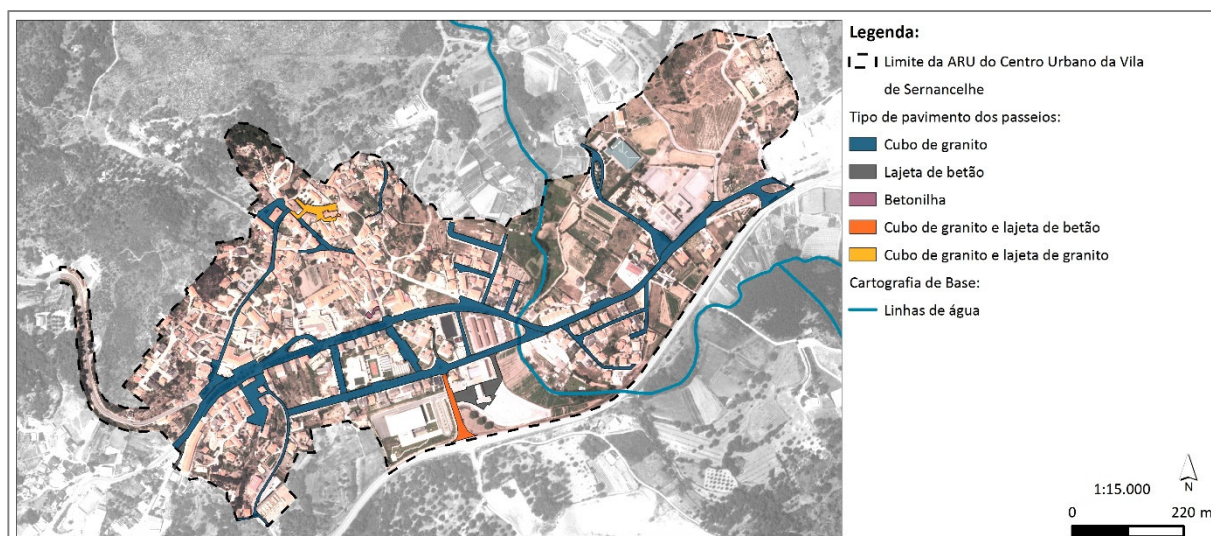 Legenda:
Limite da ARU do Centro Urbano da Vila
de Sernancelhe
Tipo de pavimento dos passeios:
Cubo de granito
Lajeta de betão
Betonilha
Cubo de granito e lajeta de betão
Cubo de granito e lajeta de granito
Cartografia de Base:
Linhas de água
1:15.000
N
0 220 m